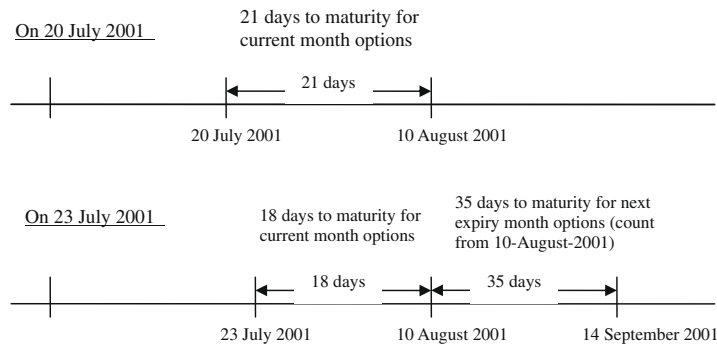 On 20 July 2001
21 days to maturity for
current month options
21 days
20 July 2001
10 August 2001
On 23 July 2001
18 days to maturity for
current month options
35 days to maturity for next
expiry month options (count
from 10-August-2001)
18 days
35 days
23 July 2001
10 August 2001
14 September 2001